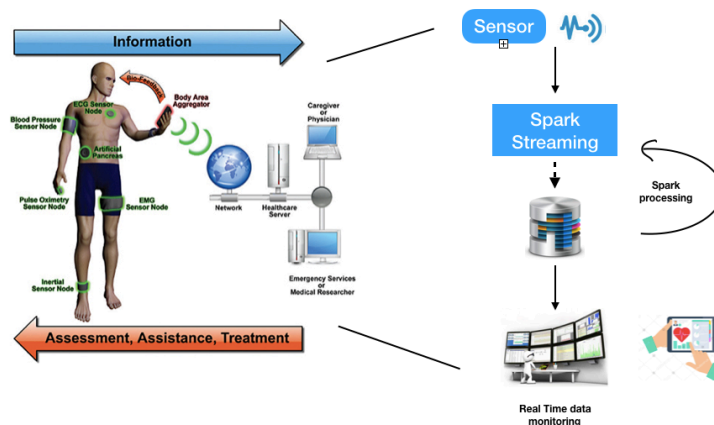 Information
Sensor
Bio-Feedback
Body Area
Aggregator
ECG Sensor
Node
Blood Pressure
Sensor Node
Artificial
Pancreas
Pulse Oximetry
Sensor Node
EMG
Sensor Node
Inertial
Sensor Node
Caregiver
or
Physician
Network
Healthcare
Server
Emergency Services
or
Medical Researcher
Assessment, Assistance, Treatment
Spark
Streaming
Spark
processing
Real Time data
monitoring